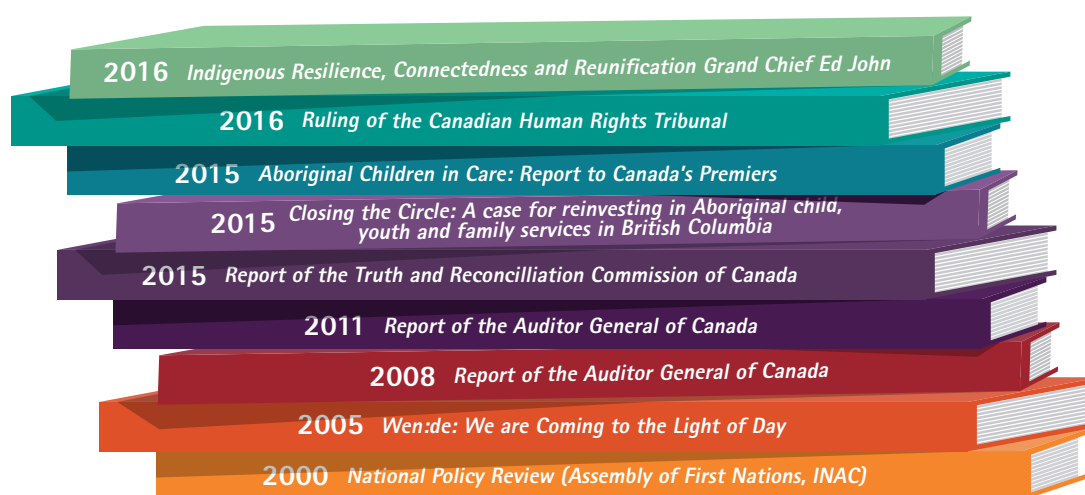 2016 Indigenous Resilience, Connectedness and Reunification Grand Chief Ed John
2016 Ruling of the Canadian Human Rights Tribunal
2015 Aboriginal Children in Care: Report to Canada's Premiers
2015 Closing the Circle: A case for reinvesting in Aboriginal child,
youth and family services in British Columbia
2015 Report of the Truth and Reconciliation Commission of Canada
2011 Report of the Auditor General of Canada
2008 Report of the Auditor General of Canada
2005 Wen:de: We are Coming to the Light of Day
2000 National Policy Review (Assembly of First Nations, INAC)